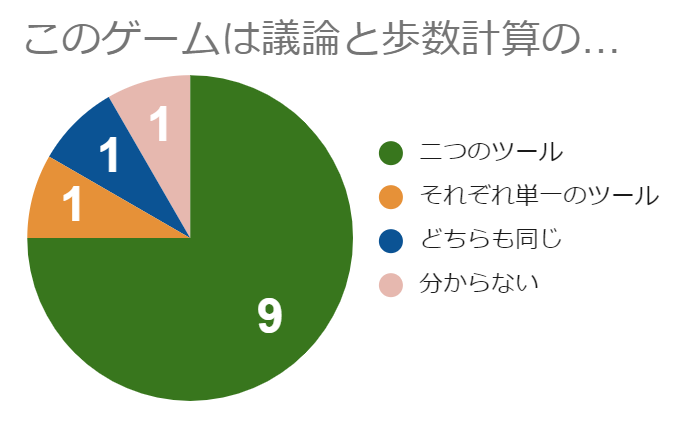 このゲームは議論と歩数計算の...
1
1
1
9
二つのツール
それぞれ単一のツール
どちらも同じ
分からない